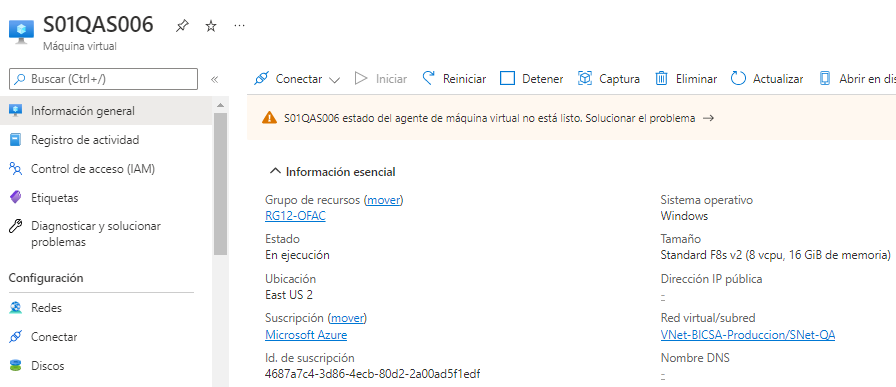 S01QAS006
Máquina virtual
Buscar (Ctrl+/)
Información general
Registro de actividad
Control de acceso (IAM)
Etiquetas
Diagnosticar y solucionar
problemas
Configuración
Redes
Conectar
Discos
Conectar Iniciar Reiniciar Detener Captura Eliminar Actualizar Abrir en dis
S01QAS006 estado del agente de máquina virtual no está listo. Solucionar el problema →
Información esencial
Grupo de recursos (mover)
RG12-OFAC
Estado
En ejecución
Ubicación
East US 2
Suscripción (mover)
Microsoft Azure
Id. de suscripción
4687a7c4-3d86-4ecb-80d2-2a00ad5f1edf
Sistema operativo
Windows
Tamaño
Standard F8s v2 (8 vcpu, 16 GiB de memoria)
Dirección IP pública
-
Red virtual/subred
VNet-BICSA-Produccion/SNet-QA
Nombre DNS
-